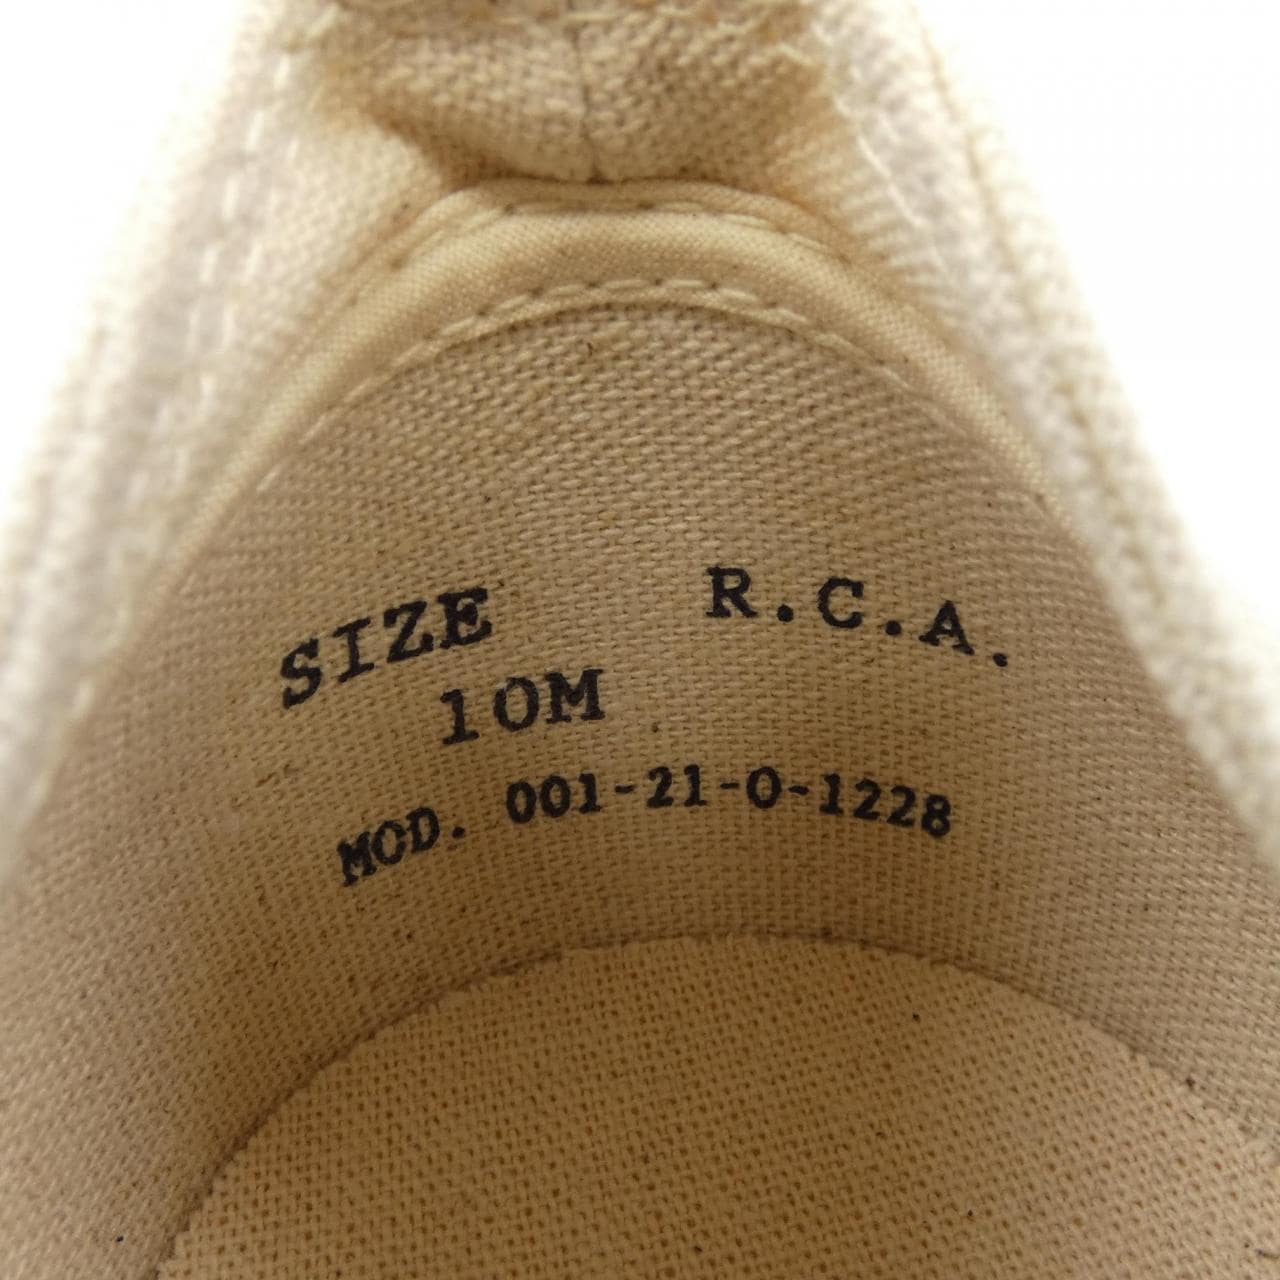 SIZE R.C.A.
10M
MOD. 001-21-0-1228